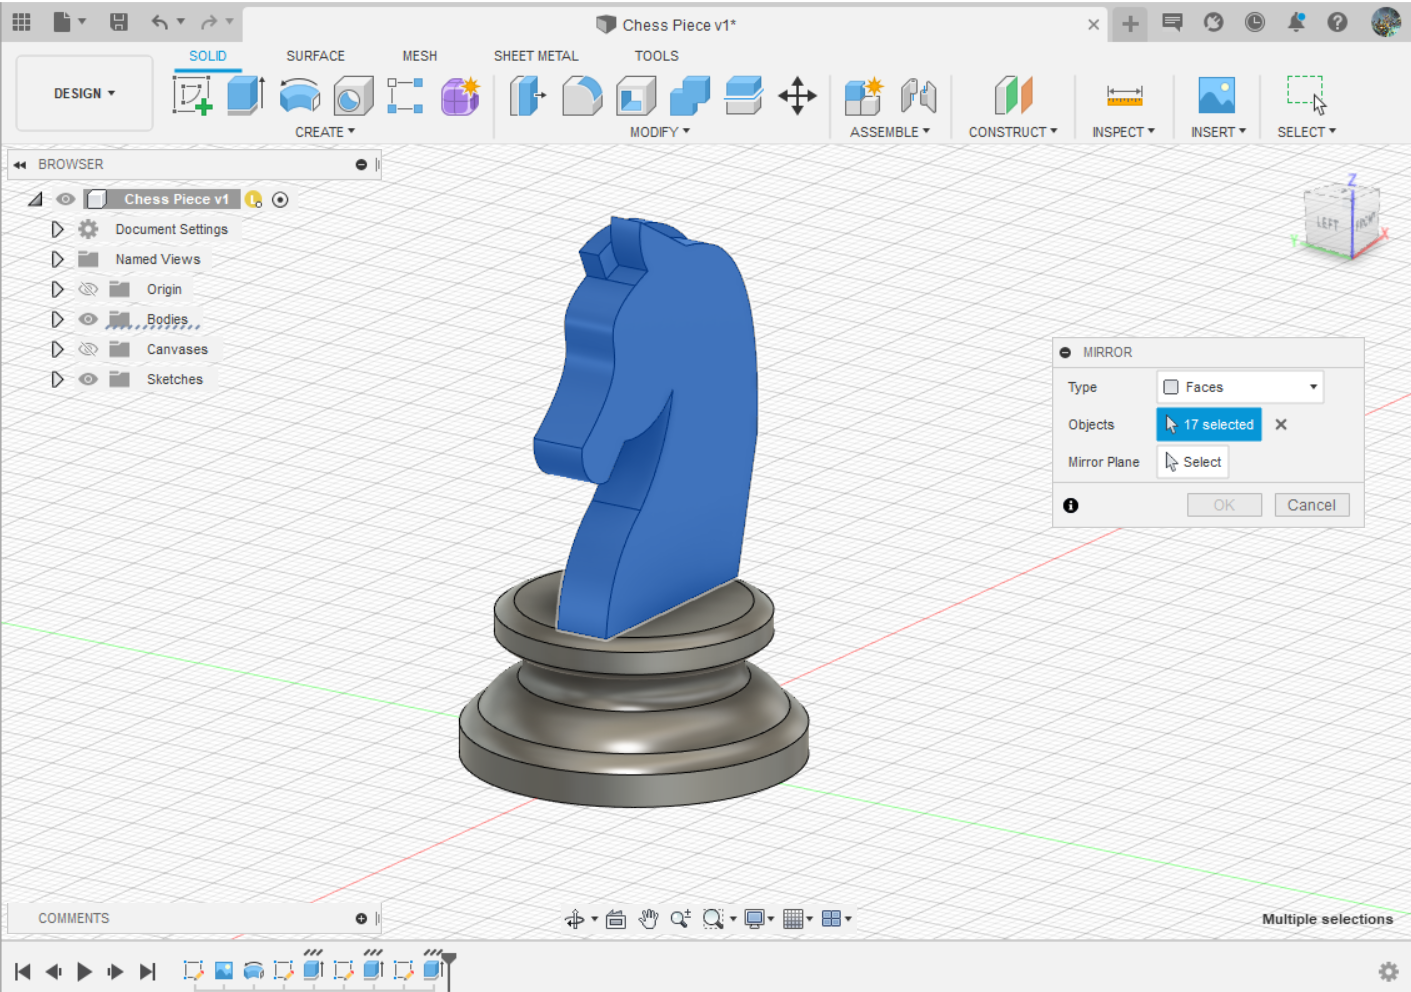 Chess Piece v1*
SOLID SURFACE MESH SHEET METAL TOOLS
DESIGN
CREATE MODIFY ASSEMBLE CONSTRUCT INSPECT INSERT SELECT
BROWSER
Chess Piece v1
Document Settings
Named Views
Origin
Bodies
Canvases
Sketches
Z
LEFT FRONT
Y X
MIRROR
Type Faces
Objects 17 selected
Mirror Plane Select
OK Cancel
COMMENTS
Multiple selections